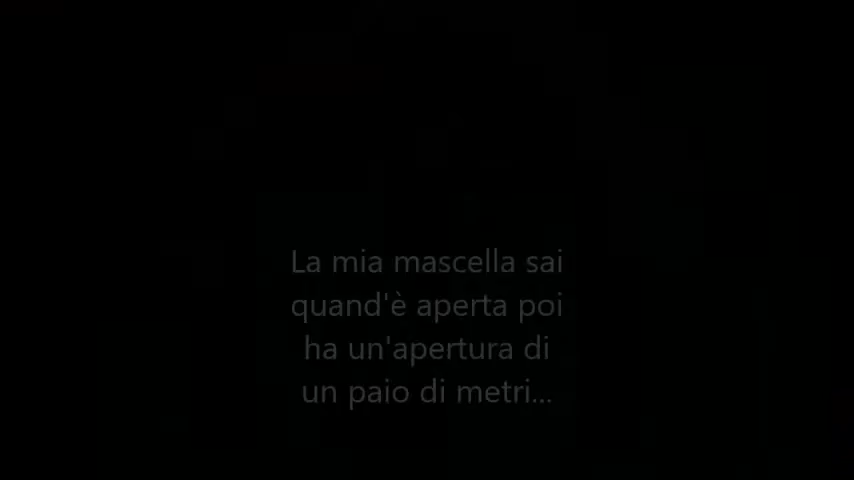 La mia mascella sai
quand'è aperta poi
ha un'apertura di
un paio di metri...